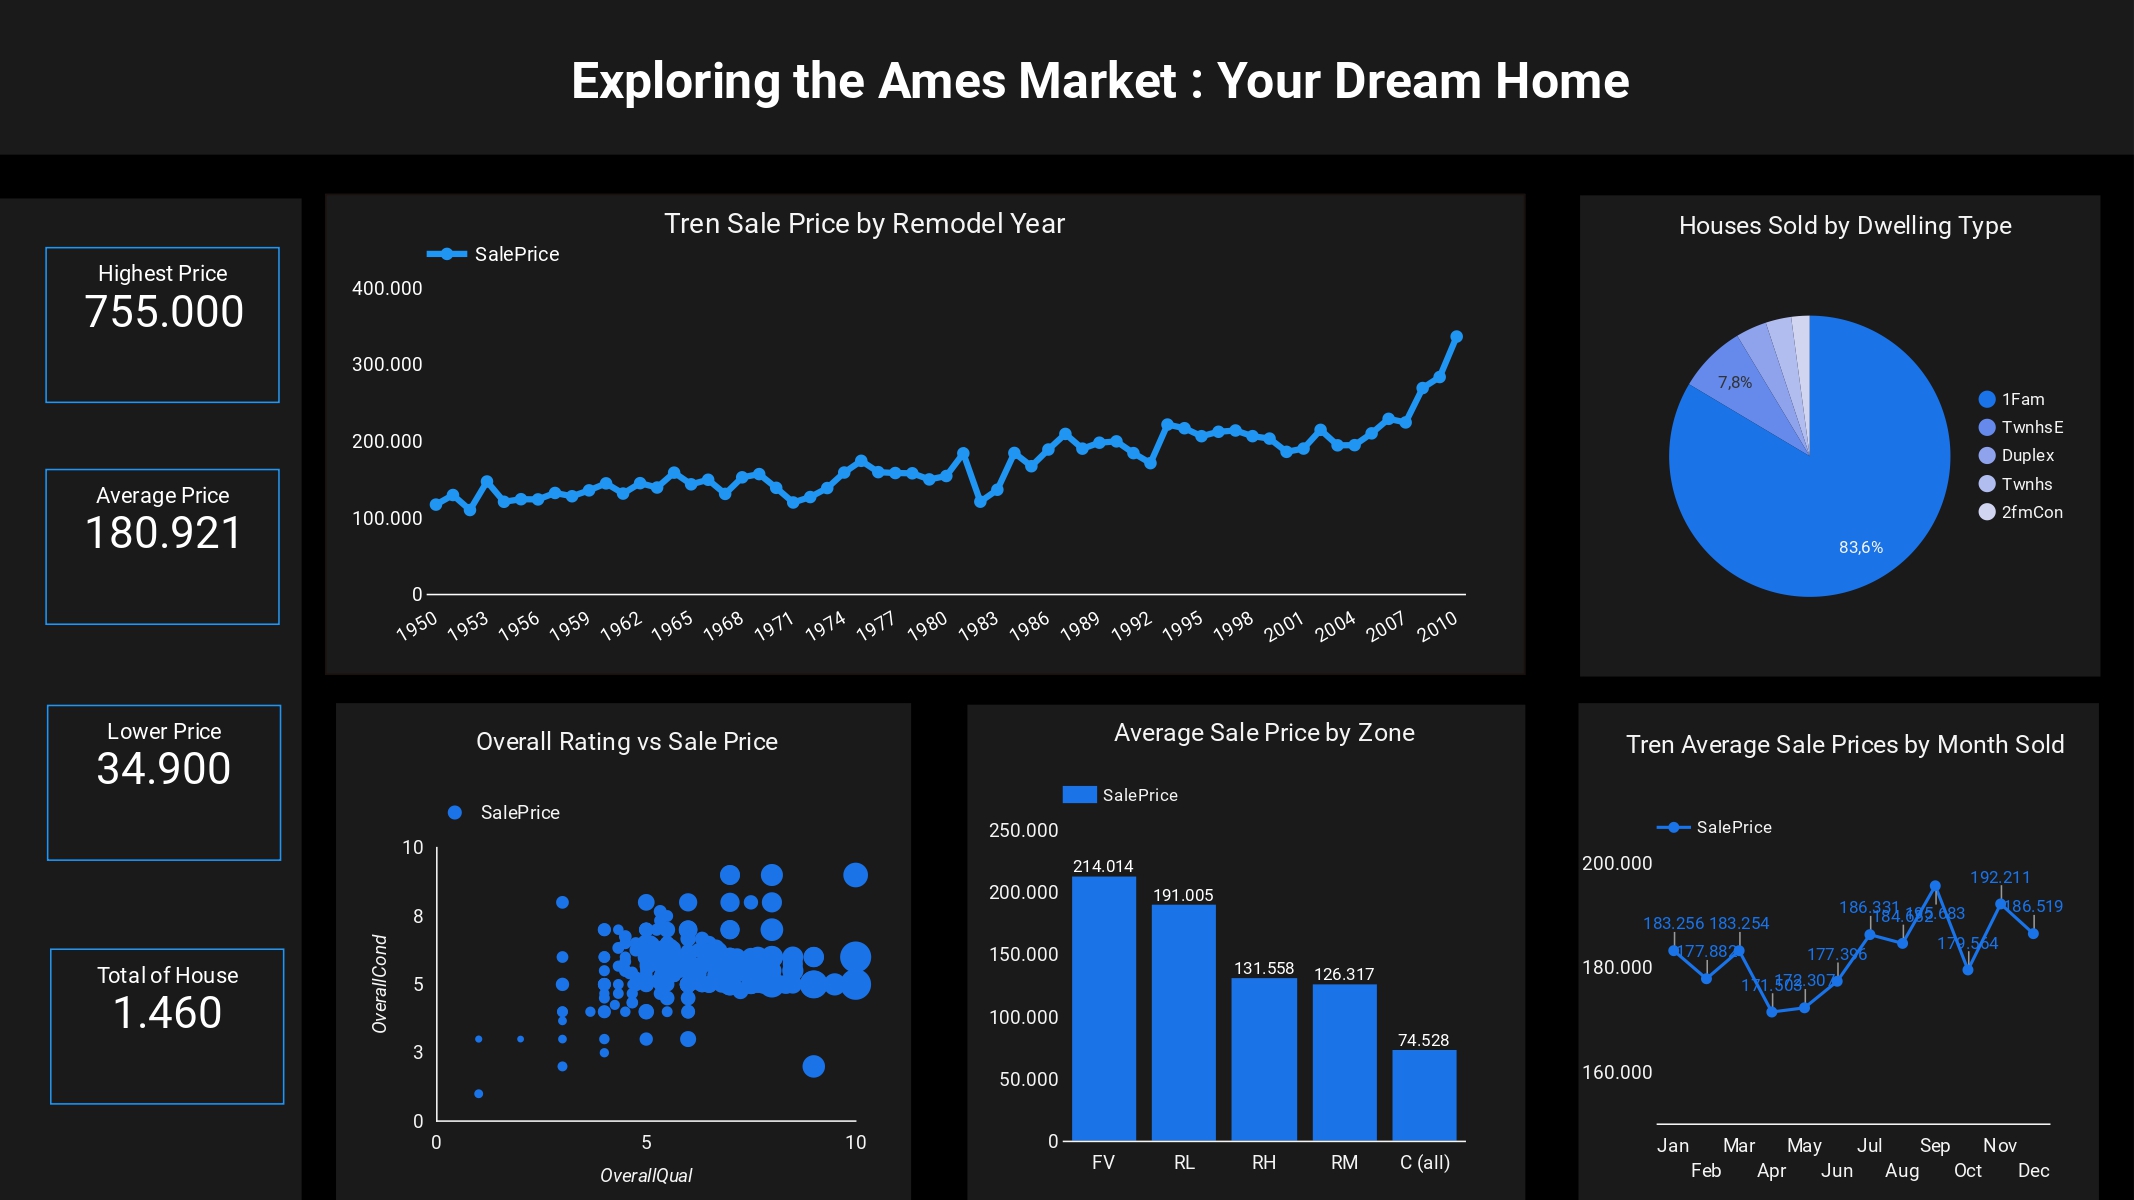 Exploring the Ames Market : Your Dream Home
Highest Price
755.000
Average Price
180.921
Lower Price
34.900
Total of House
1.460
Tren Sale Price by Remodel Year
SalePrice
400.000
300.000
200.000
100.000
0
1950 1953 1956 1959 1962 1965 1968 1971 1974 1977 1980 1983 1986 1989 1992 1995 1998 2001 2004 2007 2010
Houses Sold by Dwelling Type
7,8%
83,6%
1Fam
TwnhsE
Duplex
Twnhs
2fmCon
Overall Rating vs Sale Price
SalePrice
OverallCond
10
8
5
3
0
0 5 10
OverallQual
Average Sale Price by Zone
SalePrice
250.000
200.000
150.000
100.000
50.000
0
214.014
191.005
131.558
126.317
74.528
FV RL RH RM C (all)
Tren Average Sale Prices by Month Sold
SalePrice
200.000
180.000
160.000
183.256
177.882
183.254
172.307
177.396
186.331
179.564
192.211
186.519
Jan Mar May Jul Sep Nov
Feb Apr Jun Aug Oct Dec